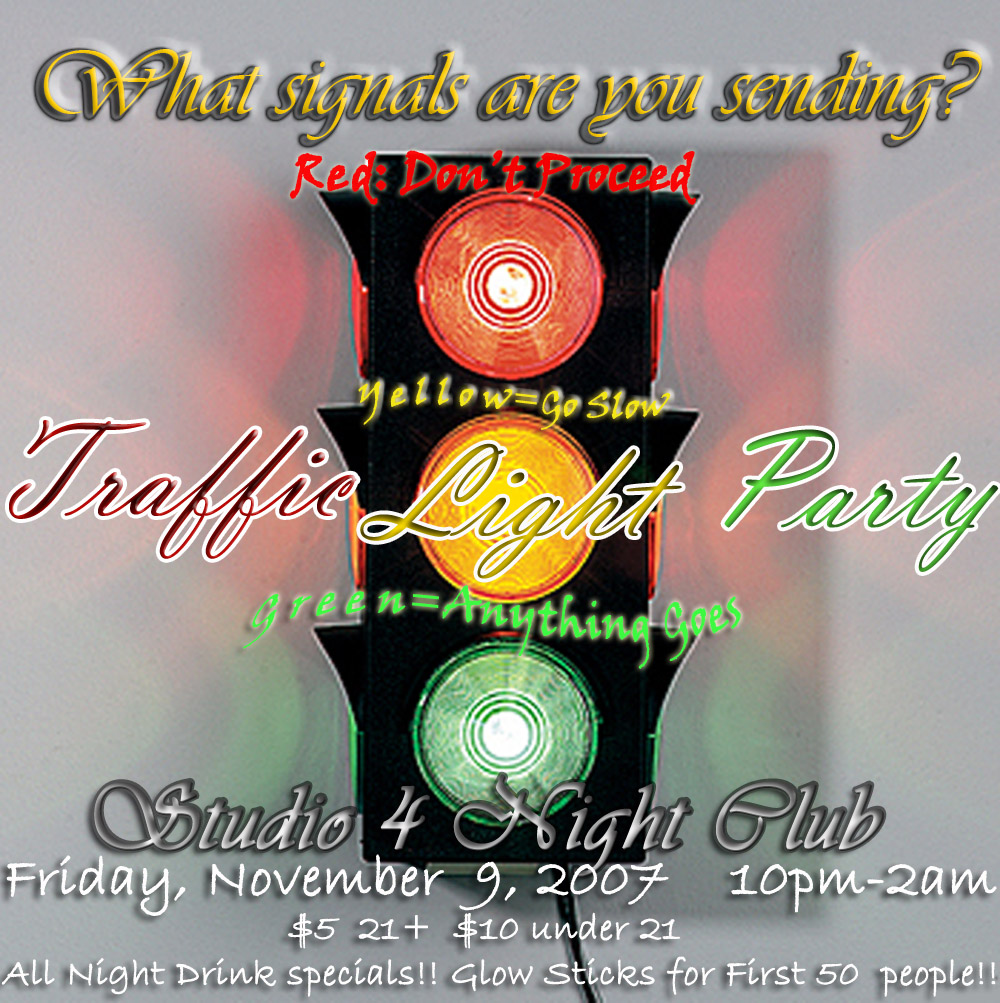 What signals are you sending?
Red: Don't Proceed
Yellow=Go Slow
Traffic Light Party
Green=Anything Goes
Studio 4 Night Club
Friday, November 9, 2007 10pm-2am
$5 21+ $10 under 21
All Night Drink specials!! Glow Sticks for First 50 people!!